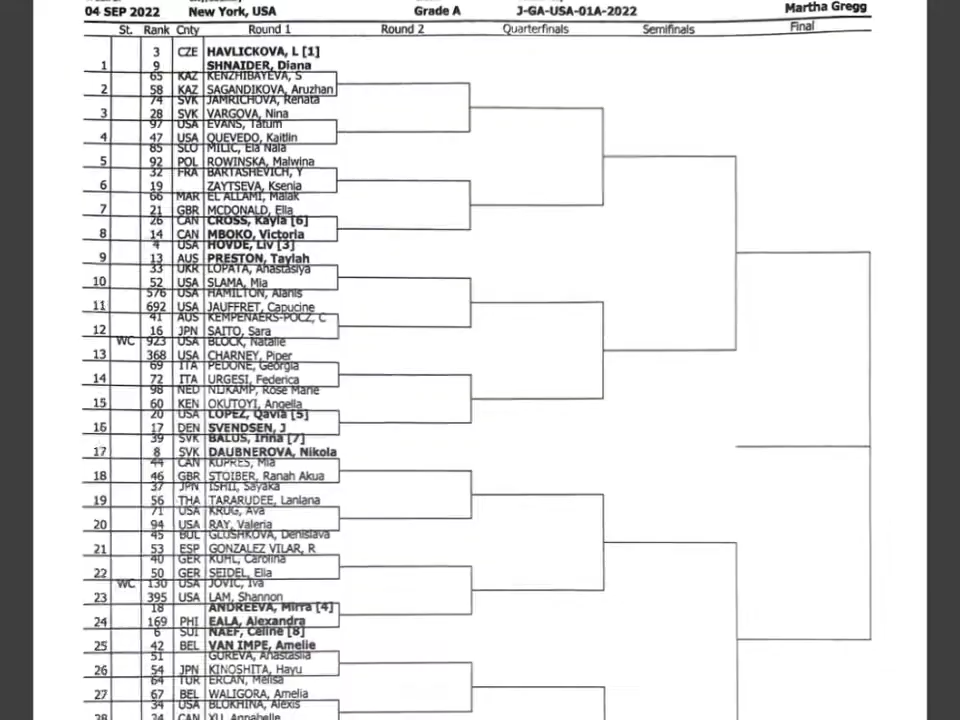 04 SEP 2022 New York, USA Grade A J-GA-USA-01A-2022 Martha Gregg
St. Rank Cnty Round 1 Round 2 Quarterfinals Semifinals Final
3 CZE HAVLICKOVA, L [1]
1 9 SHNAIDER, Diana
65 KAZ KENZHIBAYEVA, S
2 58 KAZ SAGANDIKOVA, Aruzhan
74 SVK JAMRICHOVA, Renata
3 28 SVK VARGOVA, Nina
97 USA EVANS, Tatum
4 47 USA QUEVEDO, Kaitlin
85 SLO MILIC, Ela Nala
5 92 POL ROWINSKA, Malwina
32 FRA BARTASHEVICH, Y
6 19 ZAYTSEVA, Ksenia
66 MAR EL ALLAMI, Malak
7 21 GBR MCDONALD, Ella
26 CAN CROSS, Kayla [6]
8 14 CAN MBOKO, Victoria
4 USA HOVDE, Liv [3]
9 13 AUS PRESTON, Taylah
33 UKR LOPATA, Anastasiya
10 52 USA SLAMA, Mia
576 USA HAMILTON, Alanis
11 692 USA JAUFFRET, Capucine
41 AUS KEMPENAERS-POCZ, C
12 16 JPN SAITO, Sara
WC 923 USA BLOCK, Natalie
13 368 USA CHARNEY, Piper
69 ITA PEDONE, Georgia
14 72 ITA URGESI, Federica
98 NED NIJKAMP, Rose Marie
15 60 KEN OKUTOYI, Angella
20 USA LOPEZ, Qavia [5]
16 17 DEN SVENDSEN, J
39 SVK BALUS, Irina [7]
17 8 SVK DAUBNEROVA, Nikola
44 CAN KUPRES, Mia
18 46 GBR STOIBER, Ranah Akua
37 JPN ISHII, Sayaka
19 56 THA TARARUDEE, Lanlana
71 USA KRUG, Ava
20 94 USA RAY, Valeria
45 BUL GLUSHKOVA, Denislava
21 53 ESP GONZALEZ VILAR, R
40 GER KUHL, Carolina
22 50 GER SEIDEL, Ella
WC 130 USA JOVIC, Iva
23 395 USA LAM, Shannon
18 ANDREEVA, Mirra [4]
24 169 PHI EALA, Alexandra
6 SUI NAEF, Celine [8]
25 42 BEL VAN IMPE, Amelie
51 GUREVA, Anastasiia
26 54 JPN KINOSHITA, Hayu
64 TUR ERCAN, Melisa
27 67 BEL WALIGORA, Amelia
34 USA BLOKHINA, Alexis
28 24 CAN XU, Annabelle